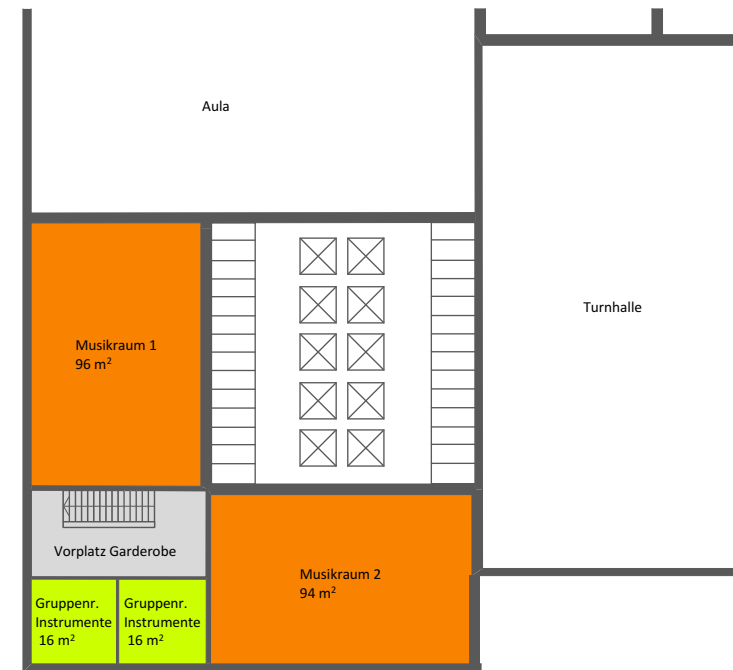 Aula
Turnhalle
Musikraum 1
96 m²
Vorplatz Garderobe
Musikraum 2
94 m²
Gruppenr.
Instrumente
16 m²
Gruppenr.
Instrumente
16 m²